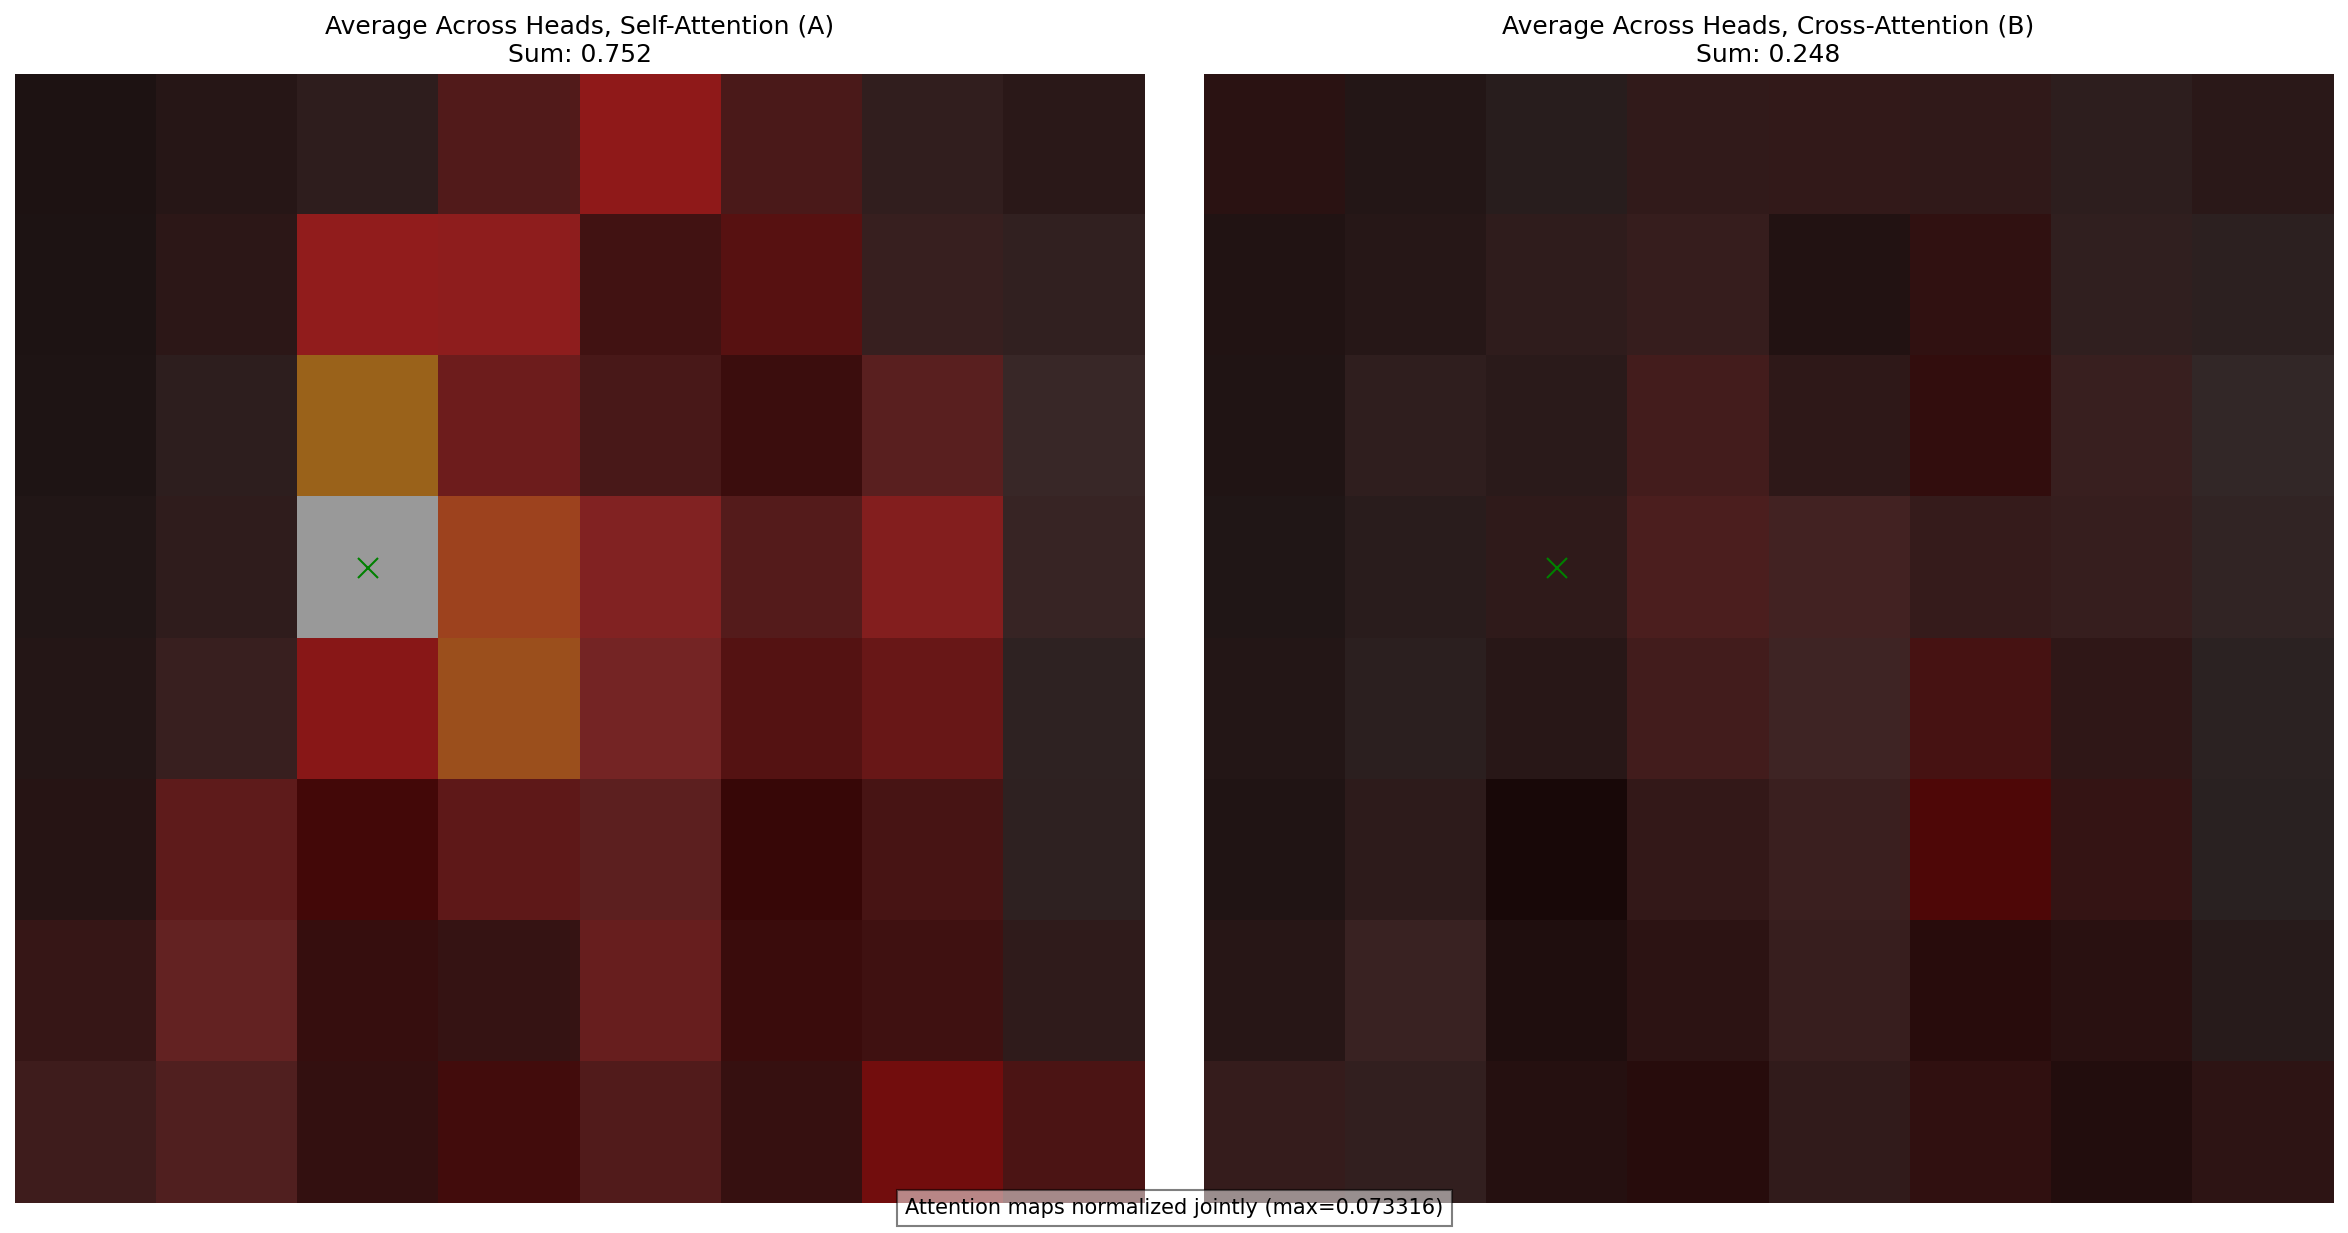 Average Across Heads, Self-Attention (A)
Sum: 0.752
Average Across Heads, Cross-Attention (B)
Sum: 0.248
Attention maps normalized jointly (max=0.073316)